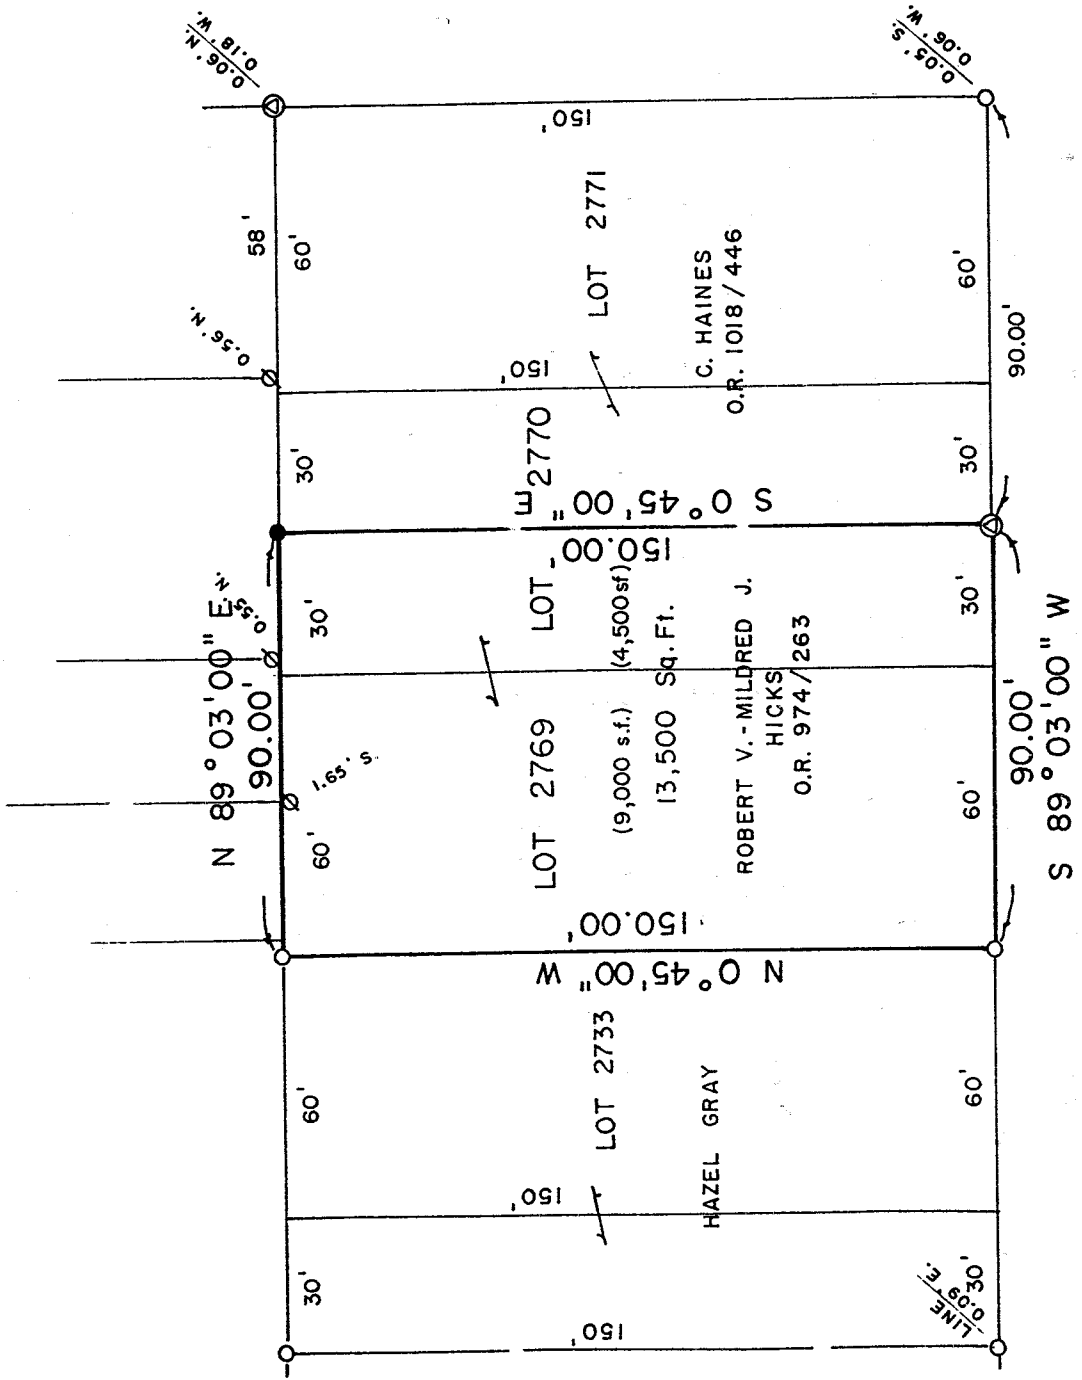 0.06' N.
0.18' W.
0.05' S.
0.06' W.
58'
60'
150'
LOT 2771
C. HAINES
O.R. 1018/446
60'
90.00'
0.56' N.
150'
30'
LOT 2770
30'
S 0° 45' 00" E
150.00'
N 89° 03' 00" E
90.00'
0.55' N.
30'
(4,500 sf)
30'
1.65' S.
60'
LOT 2769
(9,000 s.f.)
13,500 Sq. Ft.
ROBERT V. - MILDRED J.
HICKS
O.R. 974/263
60'
90.00'
S 89° 03' 00" W
150.00'
N 0° 45' 00" W
60'
LOT 2733
HAZEL GRAY
60'
150'
30'
30'
LINE
0.09' E.
150'